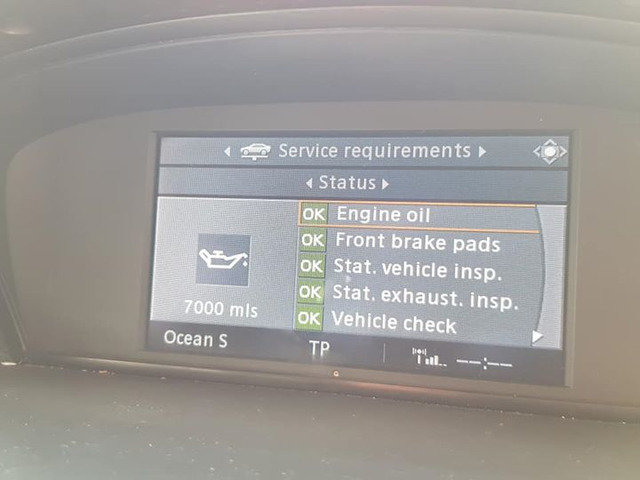 Service requirements
Status
OK Engine oil
OK Front brake pads
OK Stat. vehicle insp.
OK Stat. exhaust. insp.
OK Vehicle check
7000 mls
Ocean S TP --:--